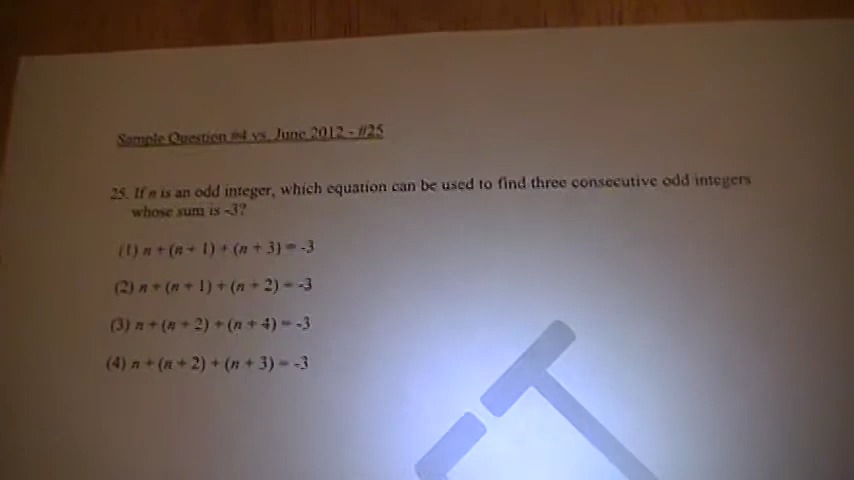 Sample Question #4 vs. June 2012 - #25
25. If n is an odd integer, which equation can be used to find three consecutive odd integers
whose sum is -3?
(1) n + (n + 1) + (n + 3) = -3
(2) n + (n + 1) + (n + 2) = -3
(3) n + (n + 2) + (n + 4) = -3
(4) n + (n + 2) + (n + 3) = -3